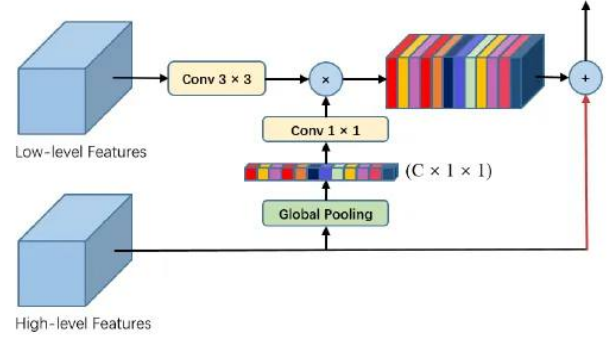 Conv 3 × 3
×
+
Conv 1 × 1
Low-level Features
(C × 1 × 1)
Global Pooling
High-level Features